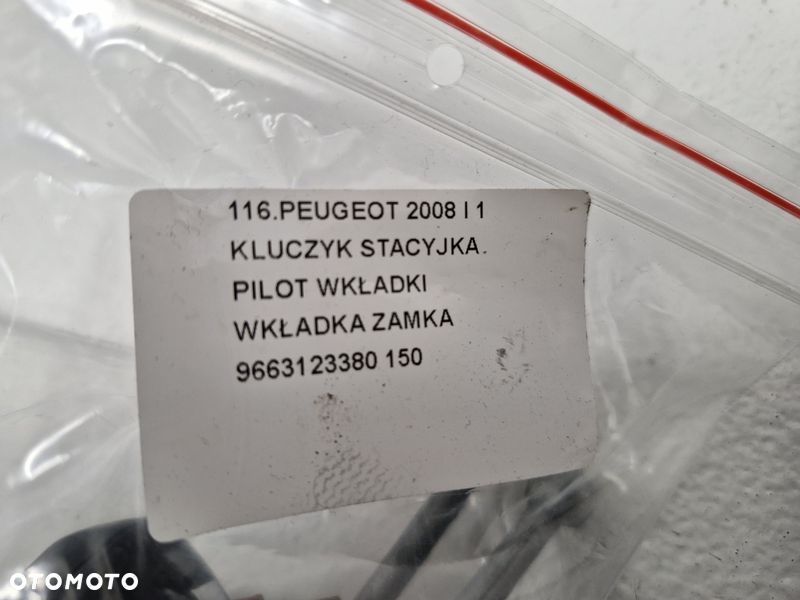 116.PEUGEOT 2008 I 1
KLUCZYK STACYJKA.
PILOT WKŁADKI
WKŁADKA ZAMKA
9663123380 150
OTOMOTO